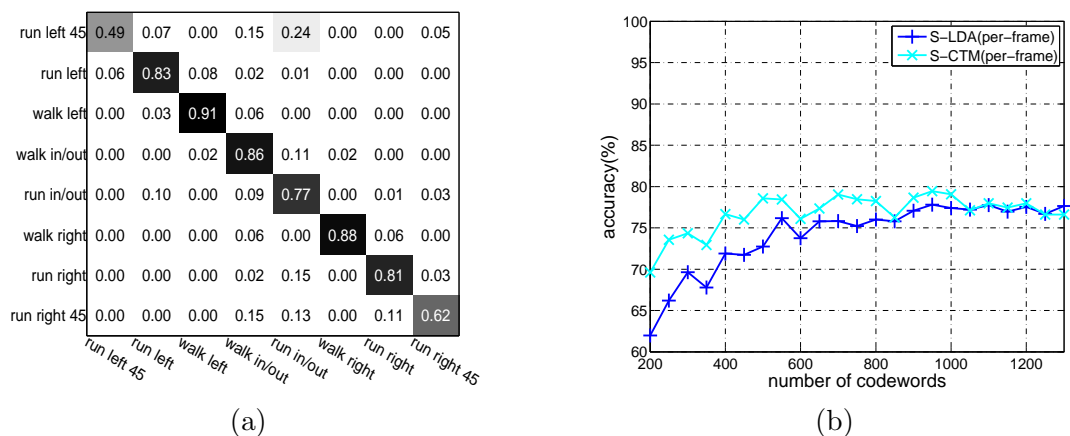 run left 45 0.49 0.07 0.00 0.15 0.24 0.00 0.00 0.05
run left 0.06 0.83 0.08 0.02 0.01 0.00 0.00 0.00
walk left 0.00 0.03 0.91 0.06 0.00 0.00 0.00 0.00
walk in/out 0.00 0.00 0.02 0.86 0.11 0.02 0.00 0.00
run in/out 0.00 0.10 0.00 0.09 0.77 0.00 0.01 0.03
walk right 0.00 0.00 0.00 0.06 0.00 0.88 0.06 0.00
run right 0.00 0.00 0.00 0.02 0.15 0.00 0.81 0.03
run right 45 0.00 0.00 0.00 0.15 0.13 0.00 0.11 0.62
run left 45 run left walk left walk in/out run in/out walk right run right run right 45
(a)
100
95
90
85
80
75
70
65
60
accuracy(%)
S-LDA(per-frame)
S-CTM(per-frame)
200 400 600 800 1000 1200
number of codewords
(b)